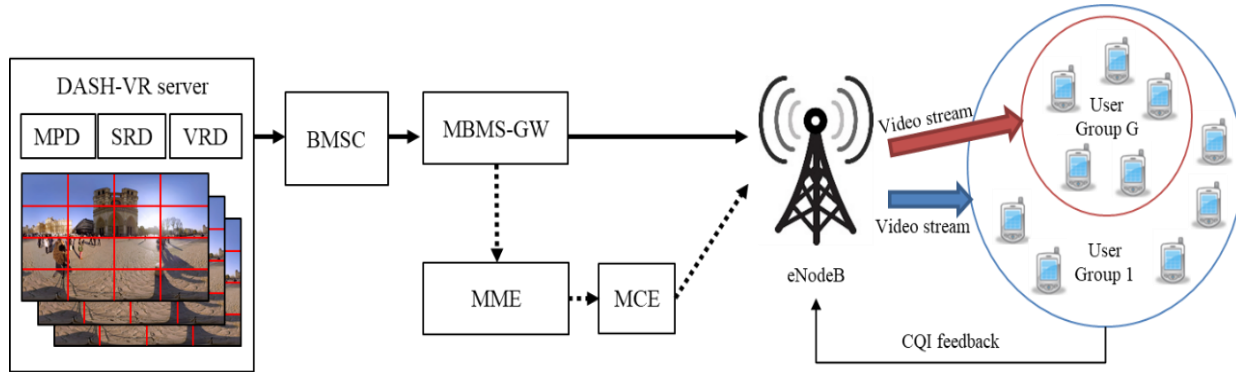 DASH-VR server
MPD SRD VRD
BMSC
MBMS-GW
MME
MCE
eNodeB
Video stream
Video stream
User
Group G
User
Group 1
CQI feedback